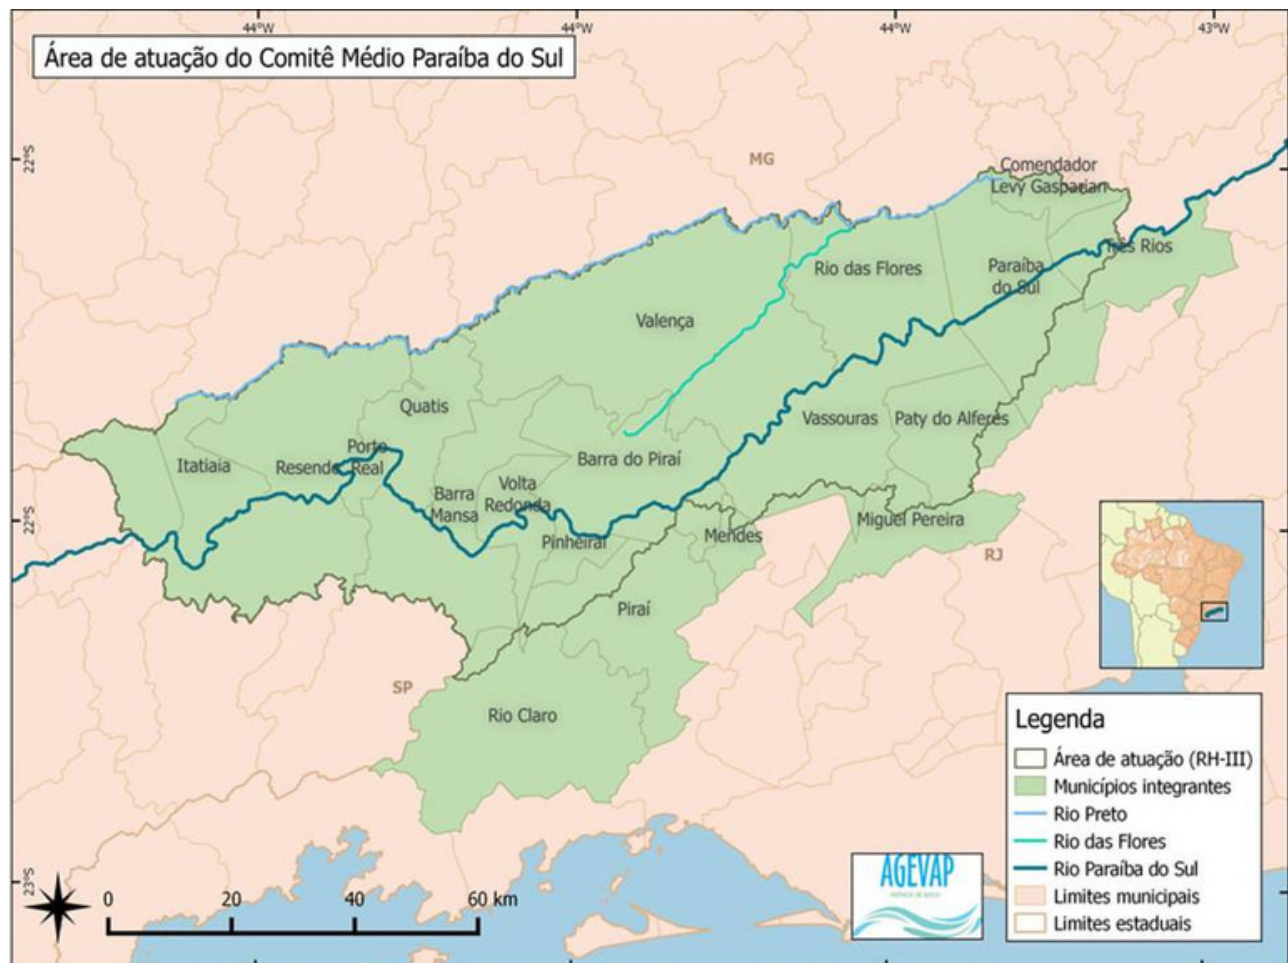 44°W
44°W
44°W
43°W
Área de atuação do Comitê Médio Paraíba do Sul
22°S
MG
Comendador
Levy Gasparian
Três Rios
Rio das Flores
Paraíba
do Sul
Valença
Quatis
Vassouras
Paty do Alferes
Porto
Real
Itatiaia
Resende
Barra do Piraí
Volta
Redonda
Barra
Mansa
22°S
Miguel Pereira
Mendes
Pinheiral
RJ
Piraí
SP
Rio Claro
Legenda
Área de atuação (RH-III)
Municípios integrantes
Rio Preto
Rio das Flores
Rio Paraíba do Sul
Limites municipais
Limites estaduais
AGEVAP
23°S
0
20
40
60 km